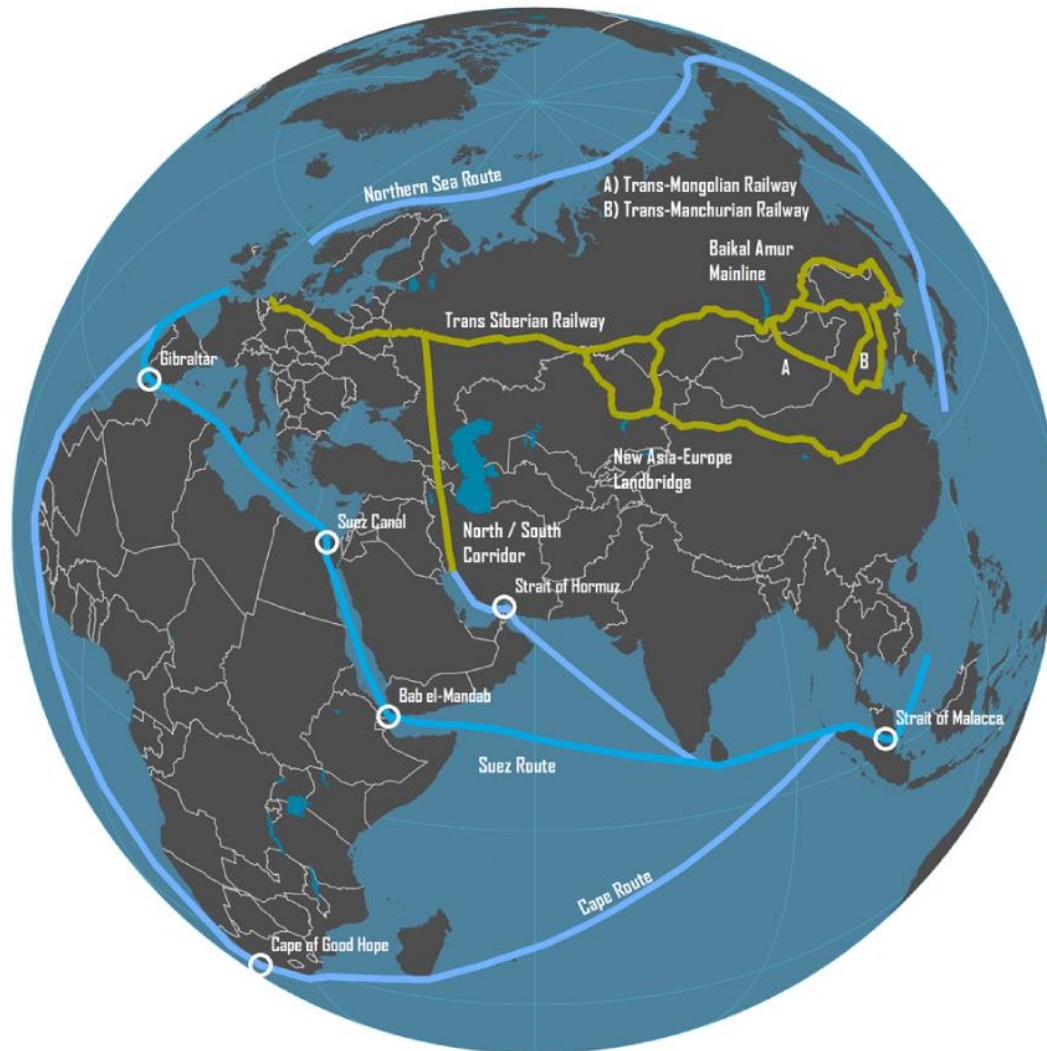 Northern Sea Route
A) Trans-Mongolian Railway
B) Trans-Manchurian Railway
Baikal Amur
Mainline
Trans Siberian Railway
Gibraltar
A
B
New Asia-Europe
Landbridge
Suez Canal
North / South
Corridor
Strait of Hormuz
Bab el-Mandab
Strait of Malacca
Suez Route
Cape Route
Cape of Good Hope